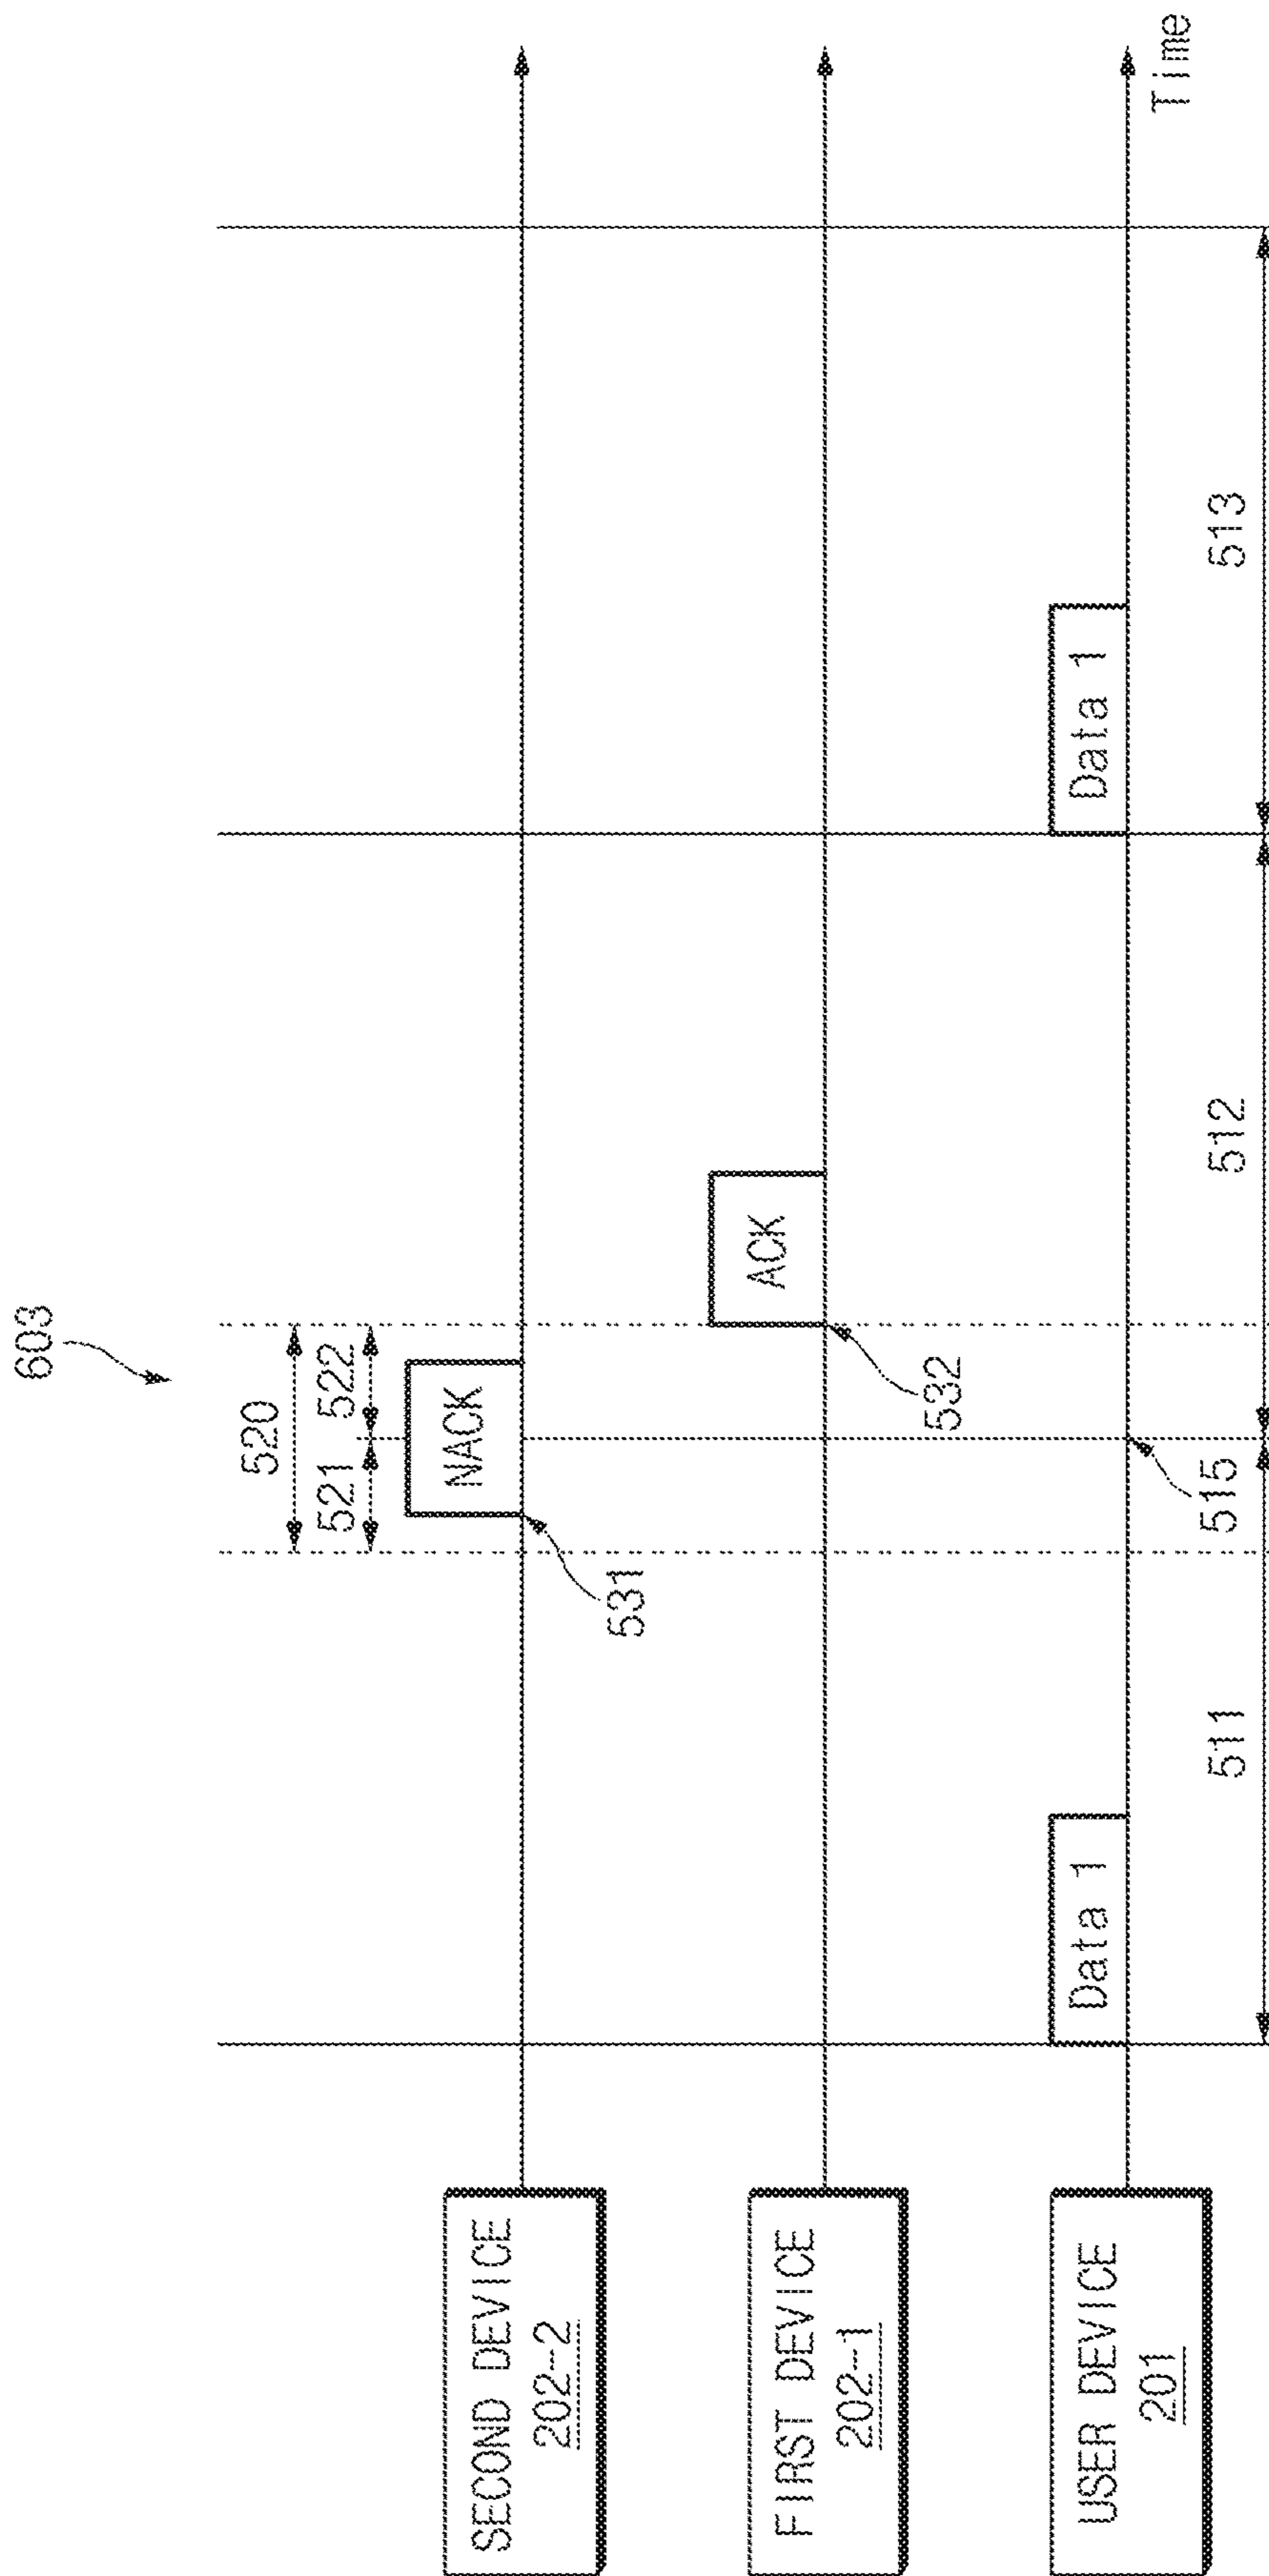 603
520
521
522
SECOND DEVICE
202-2
NACK
531
FIRST DEVICE
202-1
ACK
532
USER DEVICE
201
Data 1
Data 1
Time
511
515
512
513